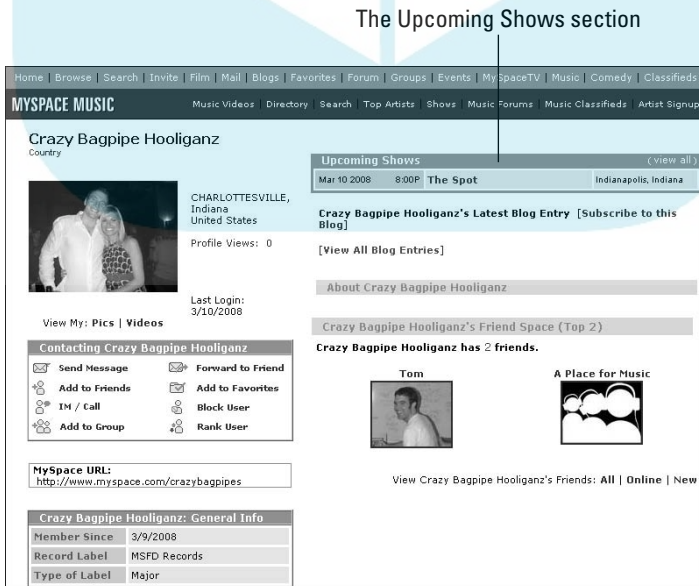 The Upcoming Shows section
Home | Browse | Search | Invite | Film | Mail | Blogs | Favorites | Forum | Groups | Events | MySpaceTV | Music | Comedy | Classifieds
MYSPACE MUSIC
Music Videos | Directory | Search | Top Artists | Shows | Music Forums | Music Classifieds | Artist Signup
Crazy Bagpipe Hooliganz
Country
CHARLOTTESVILLE,
Indiana
United States
Profile Views: 0
Last Login:
3/10/2008
View My: Pics | Videos
Contacting Crazy Bagpipe Hooliganz
Send Message Forward to Friend
Add to Friends Add to Favorites
IM / Call Block User
Add to Group Rank User
MySpace URL:
http://www.myspace.com/crazybagpipes
Crazy Bagpipe Hooliganz: General Info
Member Since 3/9/2008
Record Label MSFD Records
Type of Label Major
Upcoming Shows ( view all )
Mar 10 2008 8:00P The Spot Indianapolis, Indiana
Crazy Bagpipe Hooliganz's Latest Blog Entry [Subscribe to this
Blog]
[View All Blog Entries]
About Crazy Bagpipe Hooliganz
Crazy Bagpipe Hooliganz's Friend Space (Top 2)
Crazy Bagpipe Hooliganz has 2 friends.
Tom A Place for Music
View Crazy Bagpipe Hooliganz's Friends: All | Online | New